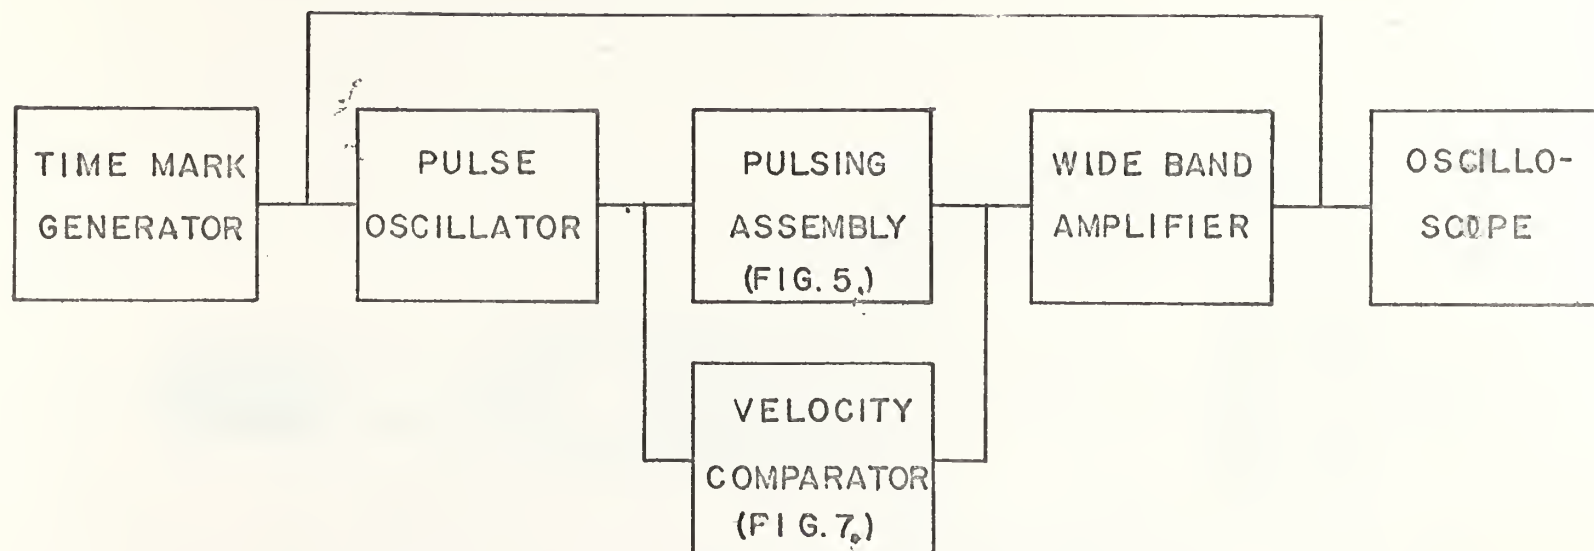 TIME MARK
GENERATOR
PULSE
OSCILLATOR
PULSING
ASSEMBLY
(FIG. 5.)
WIDE BAND
AMPLIFIER
OSCILLO-
SCOPE
VELOCITY
COMPARATOR
(FIG. 7.)